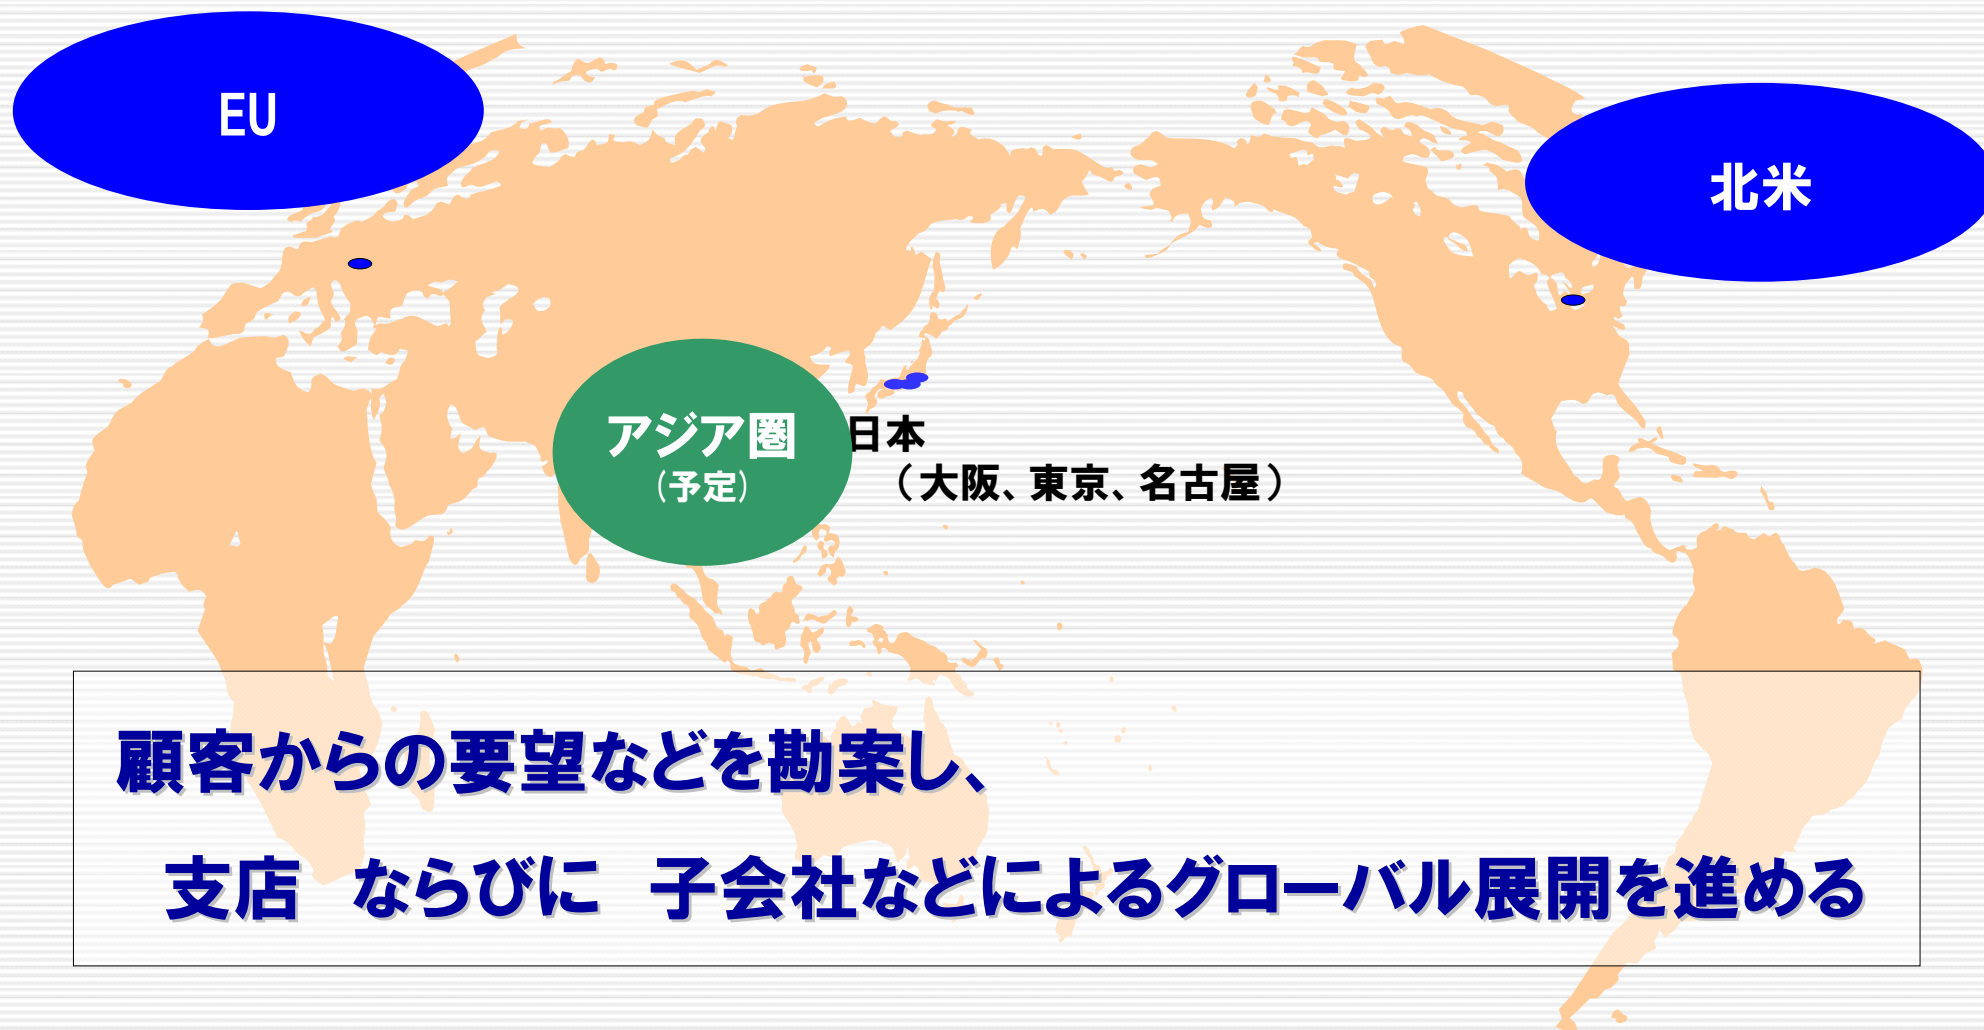 EU
北米
アジア圏
(予定)
日本
(大阪、東京、名古屋)
顧客からの要望などを勘案し、
支店　ならびに　子会社などによるグローバル展開を進める